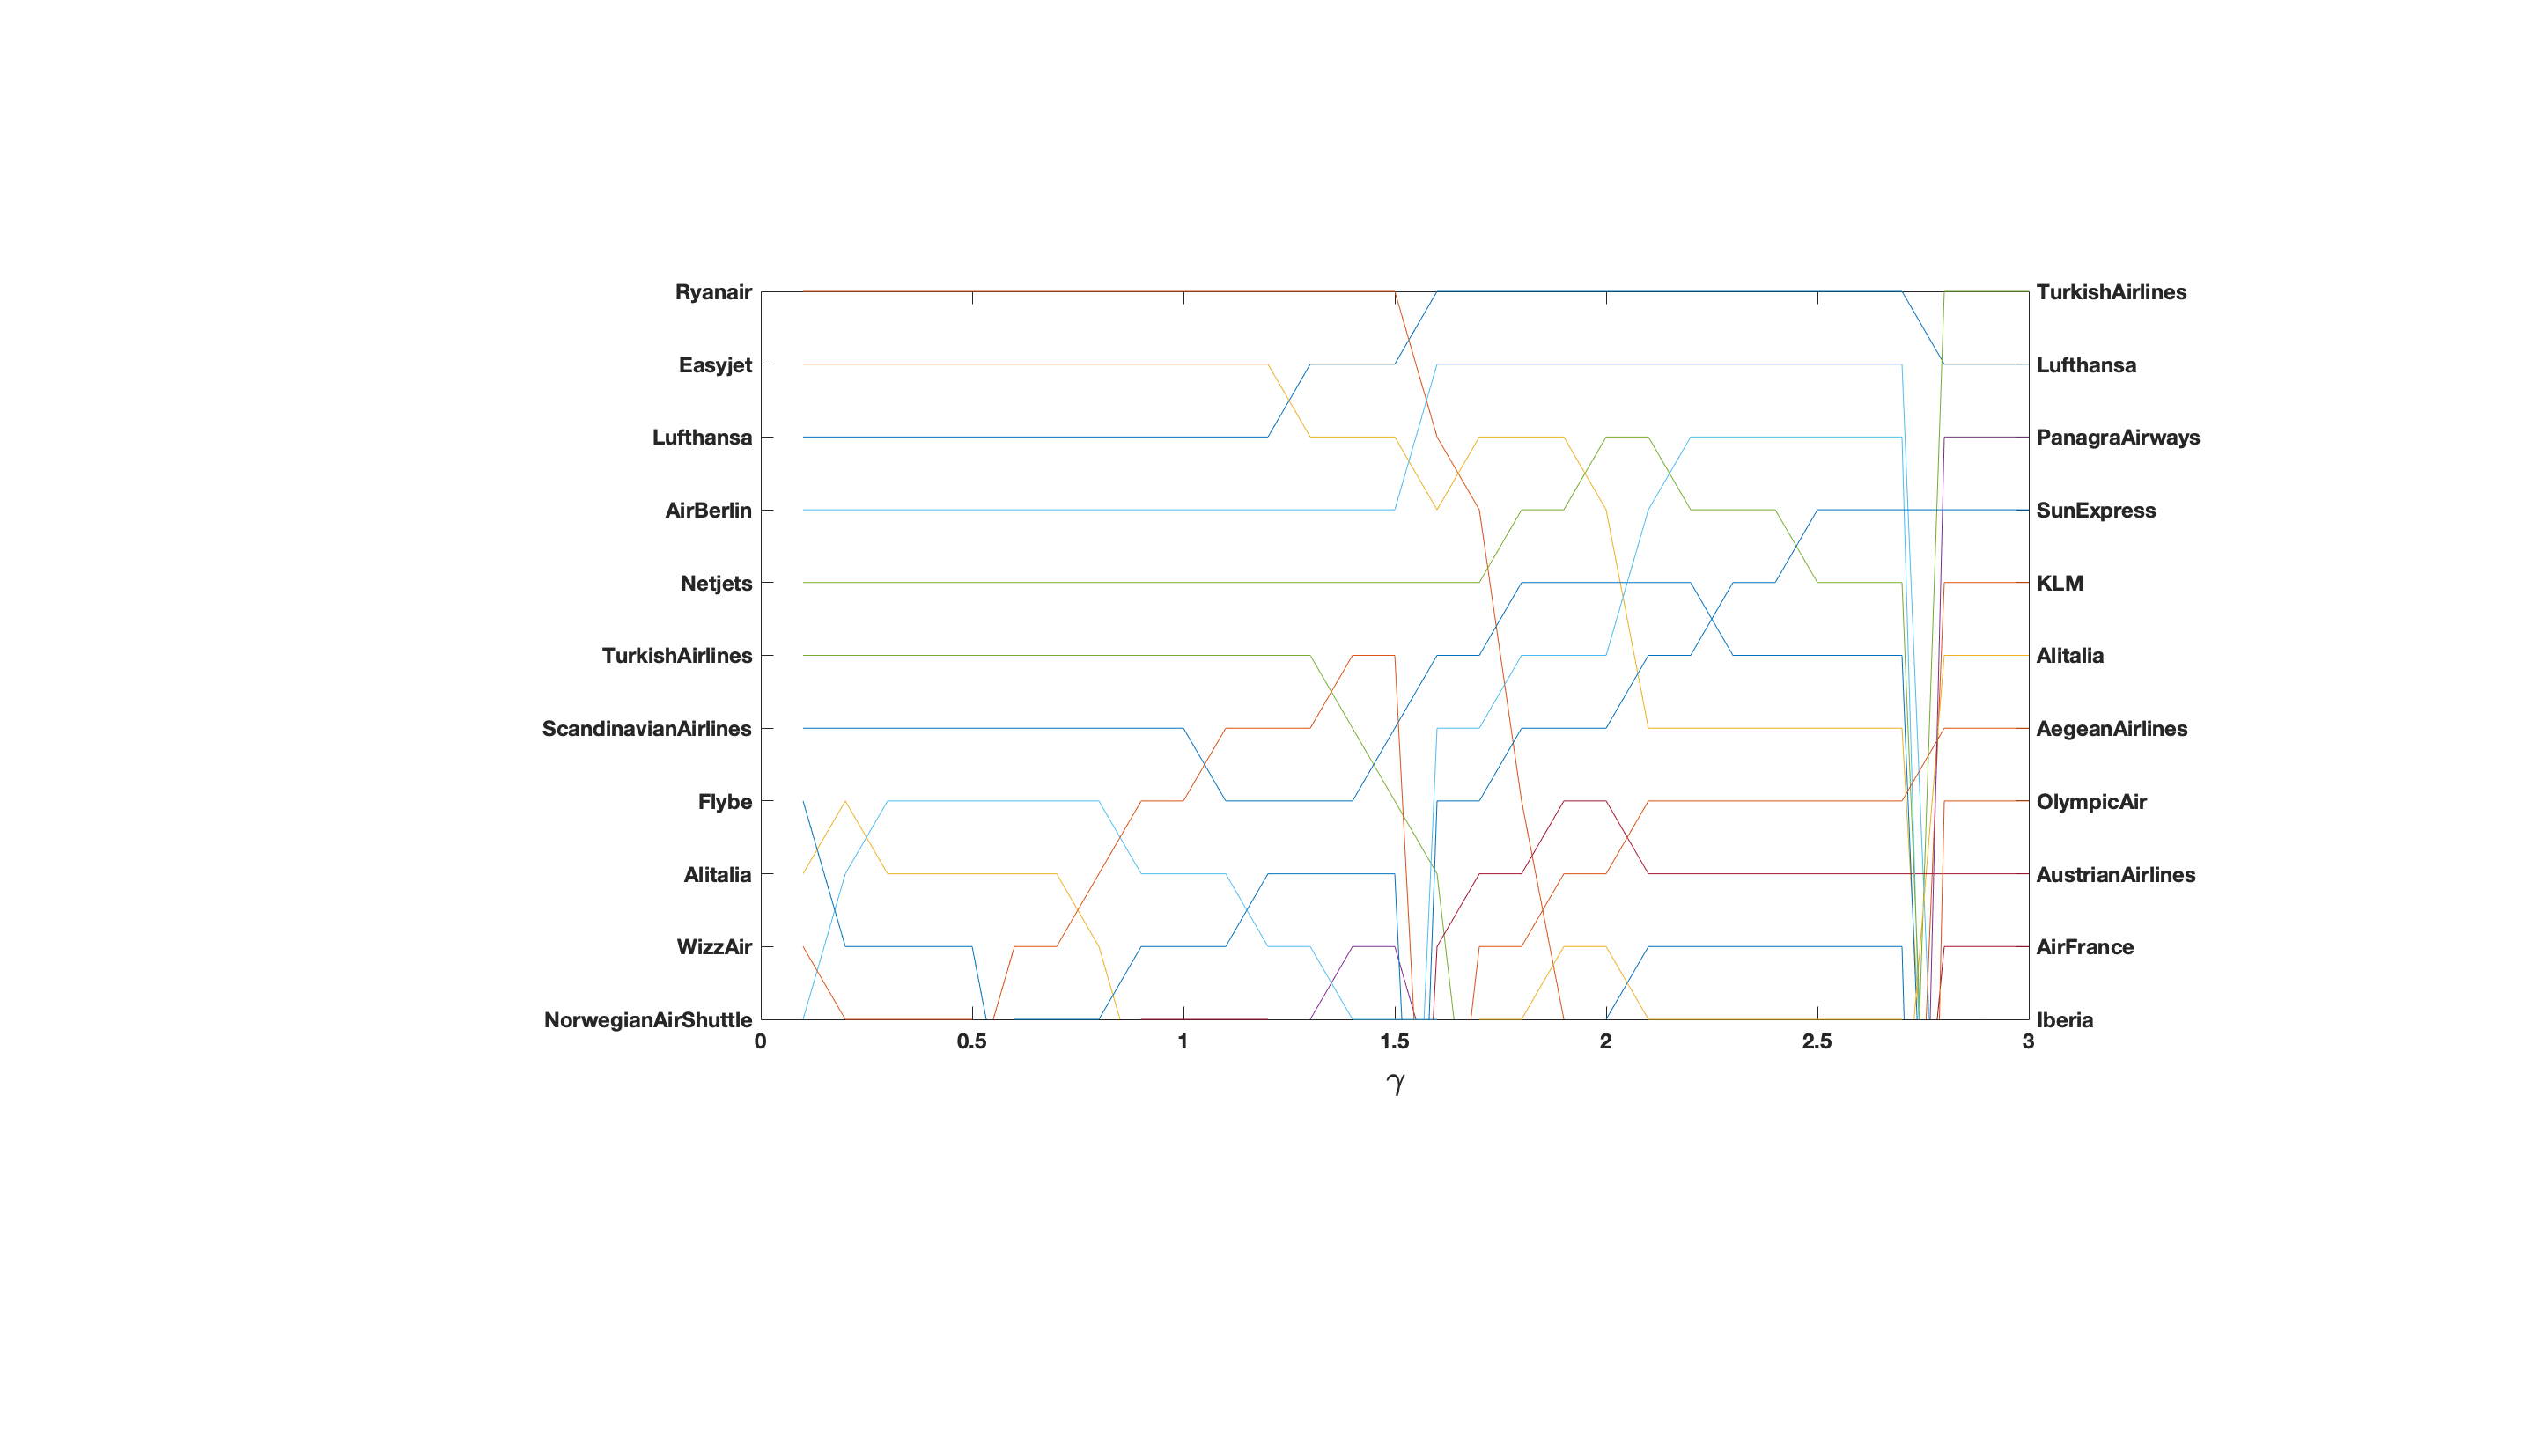 Ryanair
Easyjet
Lufthansa
AirBerlin
Netjets
TurkishAirlines
ScandinavianAirlines
Flybe
Alitalia
WizzAir
NorwegianAirShuttle
TurkishAirlines
Lufthansa
PanagraAirways
SunExpress
KLM
Alitalia
AegeanAirlines
OlympicAir
AustrianAirlines
AirFrance
Iberia
0 0.5 1 1.5 2 2.5 3
γ